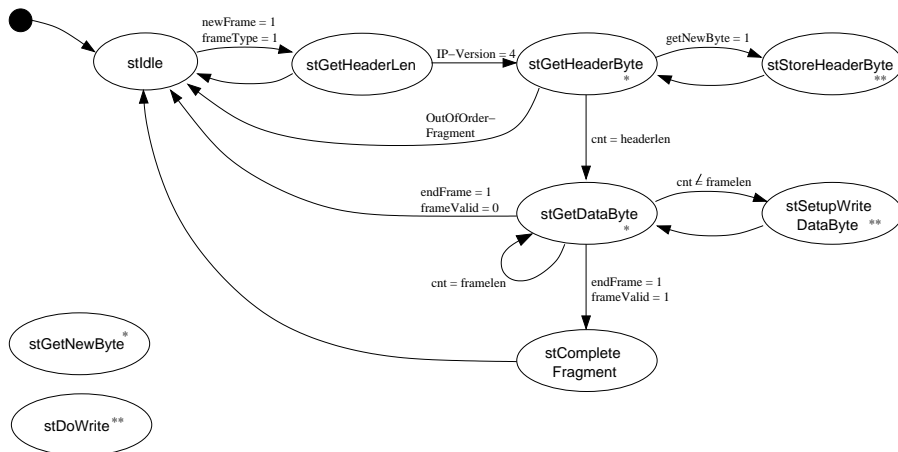 newFrame = 1
frameType = 1
stIdle
stGetHeaderLen
IP−Version = 4
stGetHeaderByte
*
getNewByte = 1
stStoreHeaderByte
**
OutOfOrder−
Fragment
cnt = headerlen
endFrame = 1
frameValid = 0
stGetDataByte
*
cnt ≠ framelen
stSetupWrite
DataByte **
cnt = framelen
endFrame = 1
frameValid = 1
stGetNewByte *
stComplete
Fragment
stDoWrite **